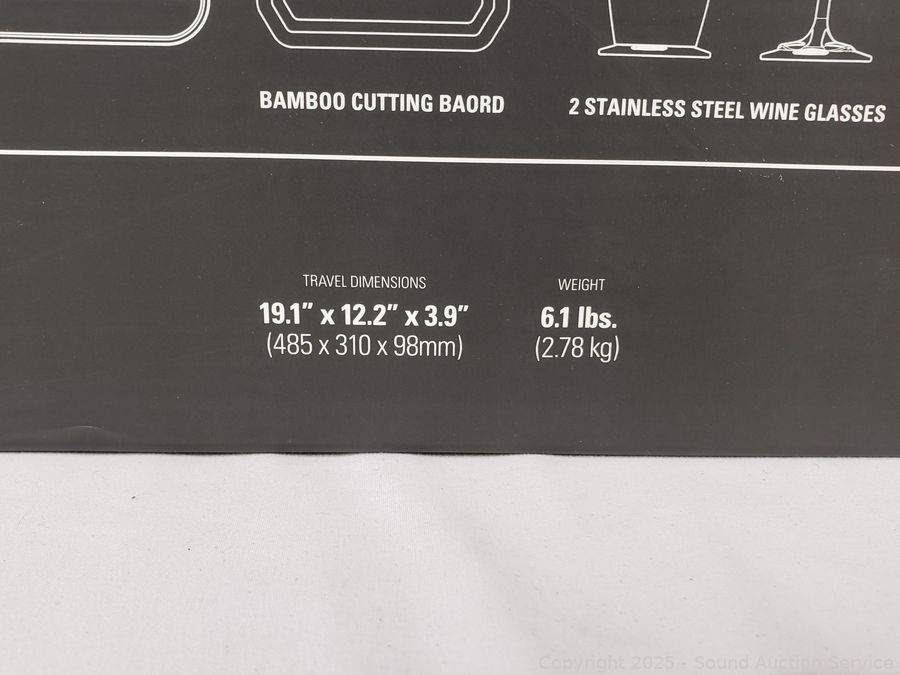 BAMBOO CUTTING BAORD
2 STAINLESS STEEL WINE GLASSES
TRAVEL DIMENSIONS
19.1" x 12.2" x 3.9"
(485 x 310 x 98mm)
WEIGHT
6.1 lbs.
(2.78 kg)
Copyright 2025 - Sound Auction Service